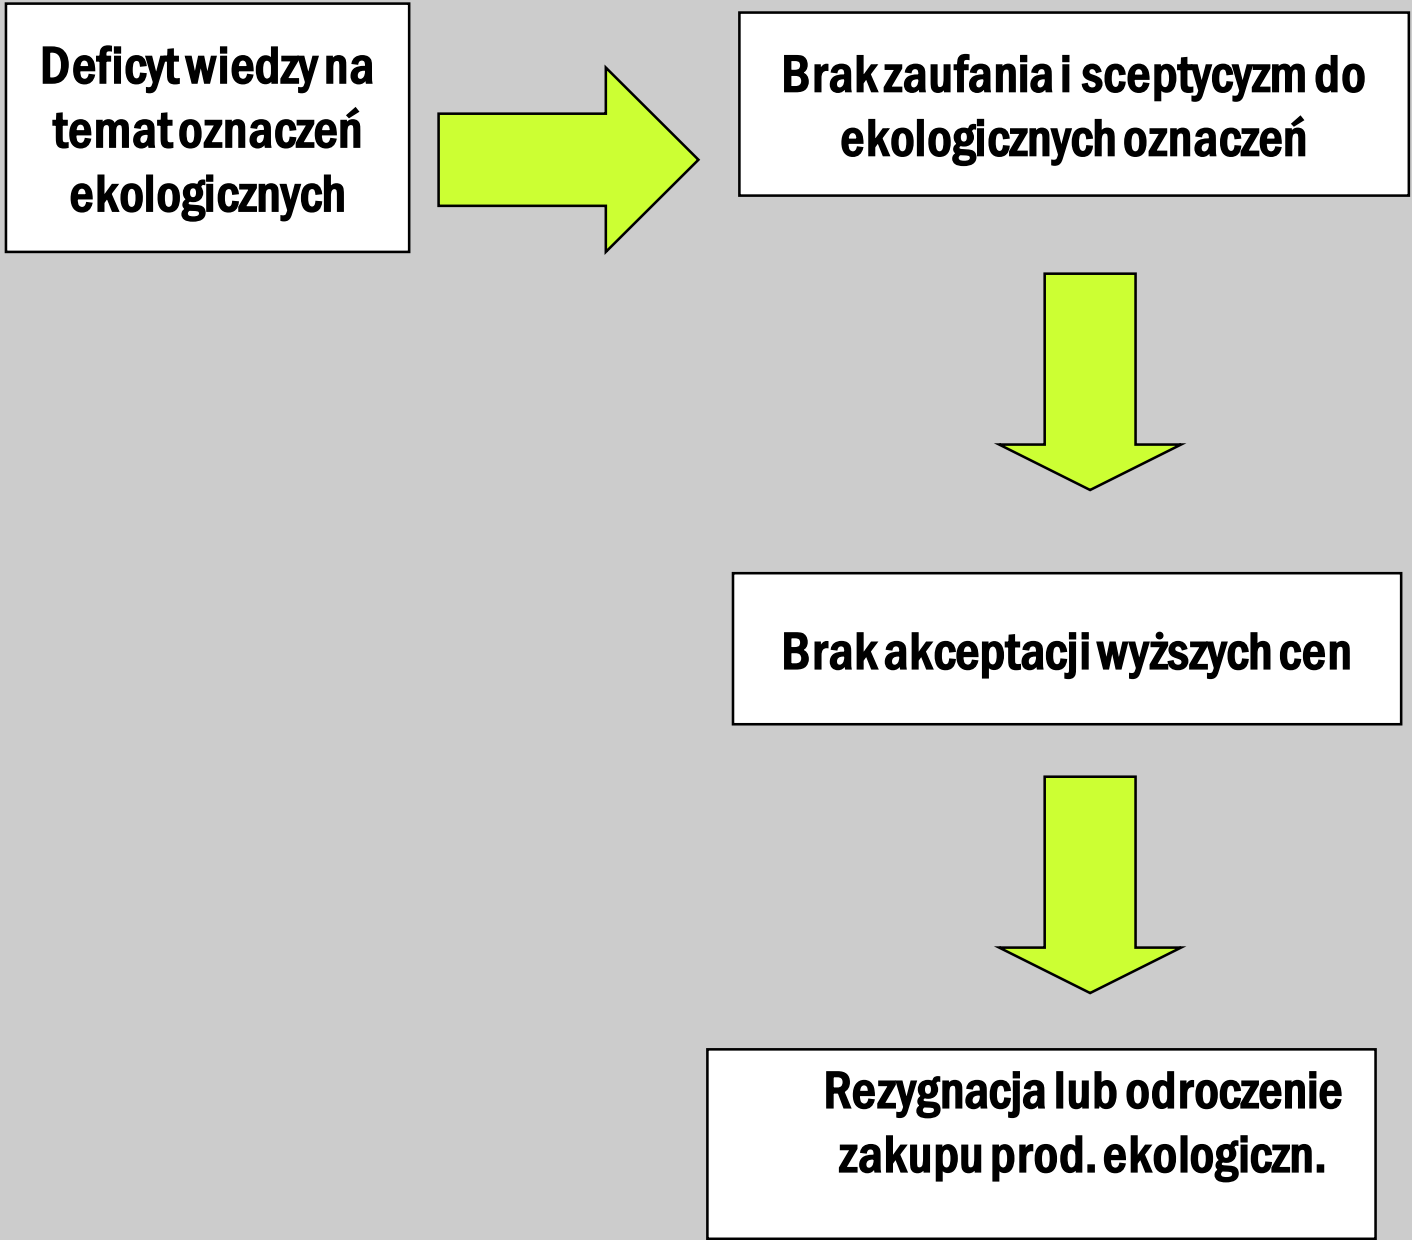 Deficyt wiedzy na
temat oznaczeń
ekologicznych
Brak zaufania i sceptycyzm do
ekologicznych oznaczeń
Brak akceptacji wyższych cen
Rezygnacja lub odroczenie
zakupu prod. ekologiczn.